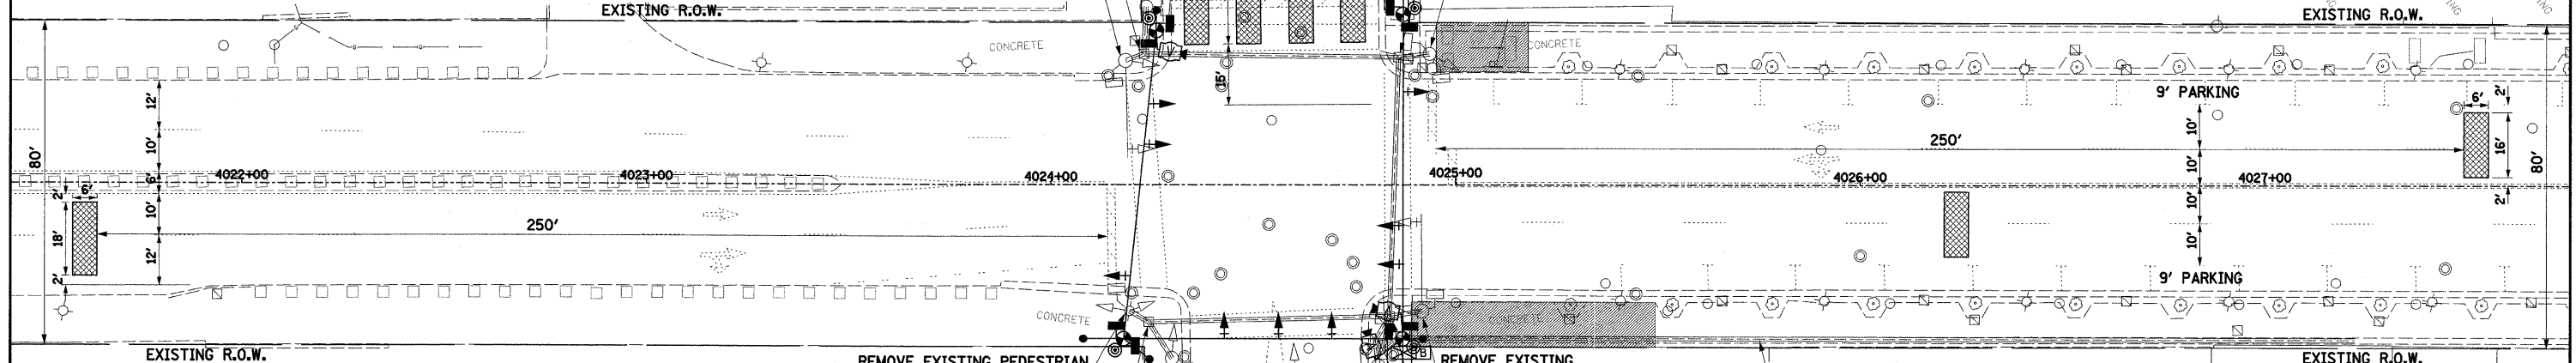 EXISTING R.O.W.
EXISTING R.O.W.
CONCRETE
CONCRETE
15'
12'
9' PARKING
6'
2'
10'
10'
250'
16'
80'
10'
80'
6'
4022+00
4023+00
4024+00
4025+00
4026+00
4027+00
6'
2'
10'
10'
2'
18'
250'
12'
10'
2'
9' PARKING
CONCRETE
CONCRETE
B
EXISTING R.O.W.
REMOVE EXISTING PEDESTRIAN
REMOVE EXISTING
EXISTING R.O.W.